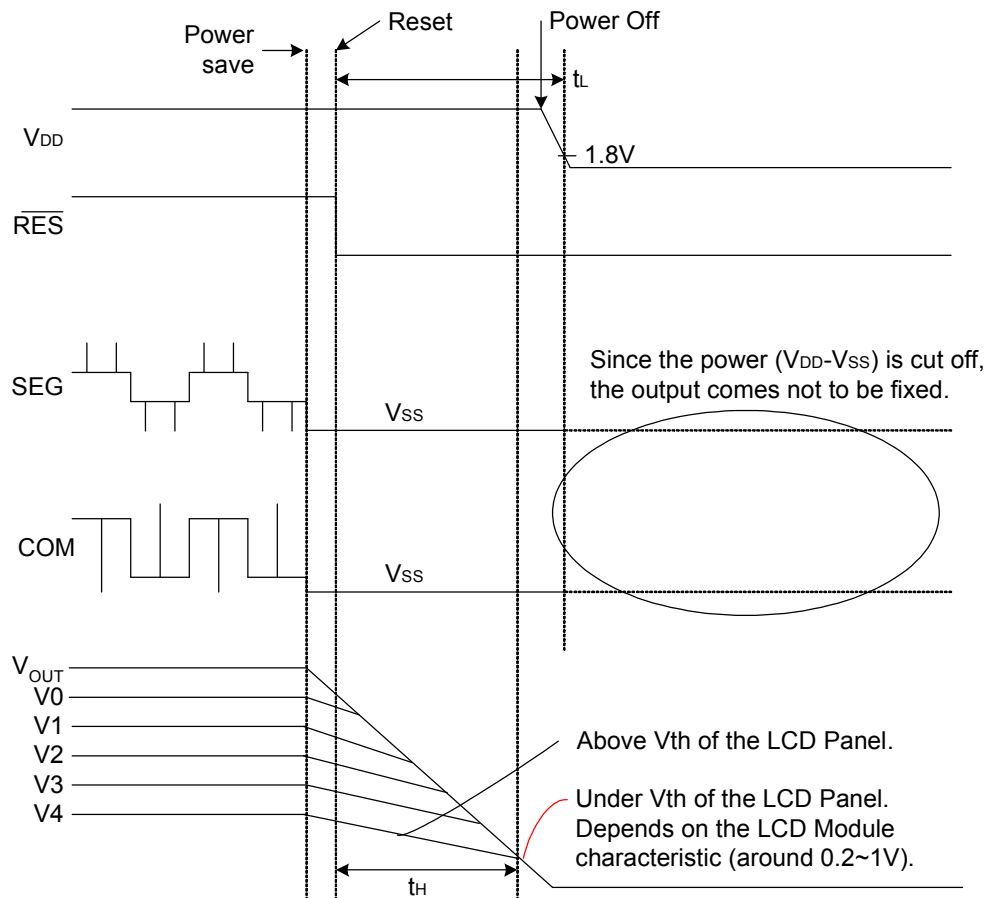 Power save
Reset
Power Off
tL
VDD
1.8V
RES
SEG
Since the power (VDD-VSS) is cut off,
the output comes not to be fixed.
VSS
COM
VSS
VOUT
V0
V1
V2
V3
V4
Above Vth of the LCD Panel.
Under Vth of the LCD Panel.
Depends on the LCD Module
characteristic (around 0.2~1V).
tH